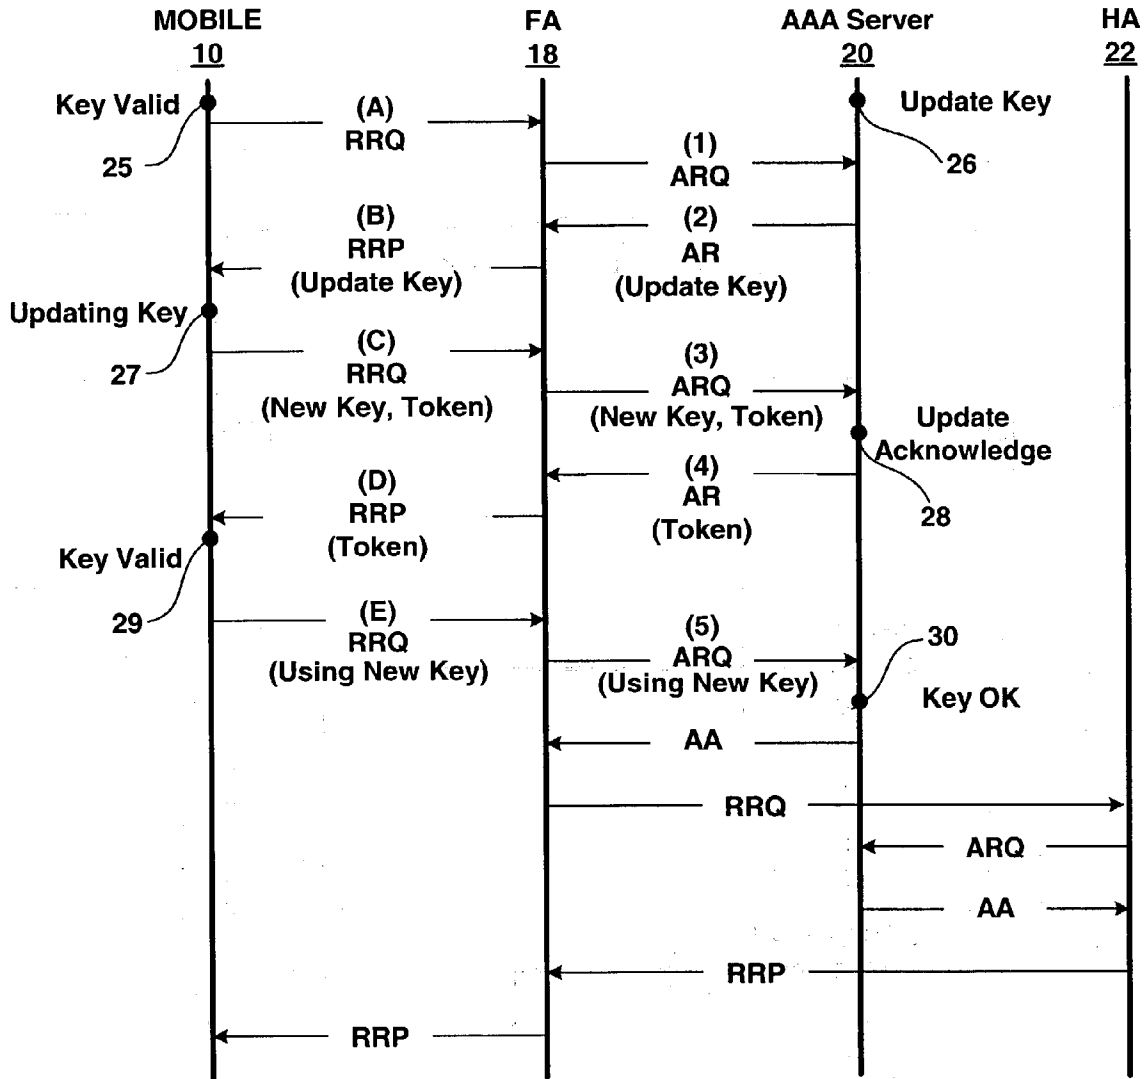 MOBILE FA AAA Server HA
10 18 20 22
Key Valid
(A)
RRQ
Update Key
25
26
(1)
ARQ
(B)
RRP
(Update Key)
(2)
AR
(Update Key)
Updating Key
27
(C)
RRQ
(New Key, Token)
(3)
ARQ
(New Key, Token)
Update
Acknowledge
28
(4)
AR
(Token)
(D)
RRP
(Token)
Key Valid
29
(E)
RRQ
(Using New Key)
(5)
ARQ
(Using New Key)
30
Key OK
AA
RRQ
ARQ
AA
RRP
RRP